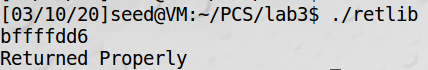 [03/10/20]seed@VM:~/PCS/lab3$ ./retlib
bffffdd6
Returned Properly